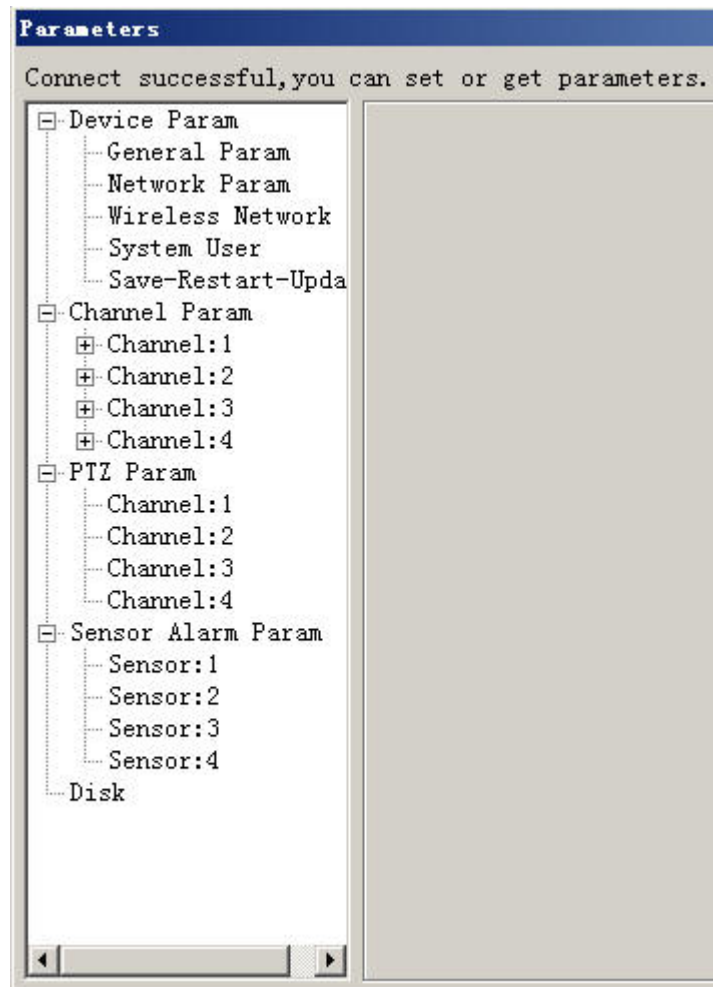 Parameters
Connect successful,you can set or get parameters.
Device Param
General Param
Network Param
Wireless Network
System User
Save-Restart-Upda
Channel Param
Channel:1
Channel:2
Channel:3
Channel:4
PTZ Param
Channel:1
Channel:2
Channel:3
Channel:4
Sensor Alarm Param
Sensor:1
Sensor:2
Sensor:3
Sensor:4
Disk